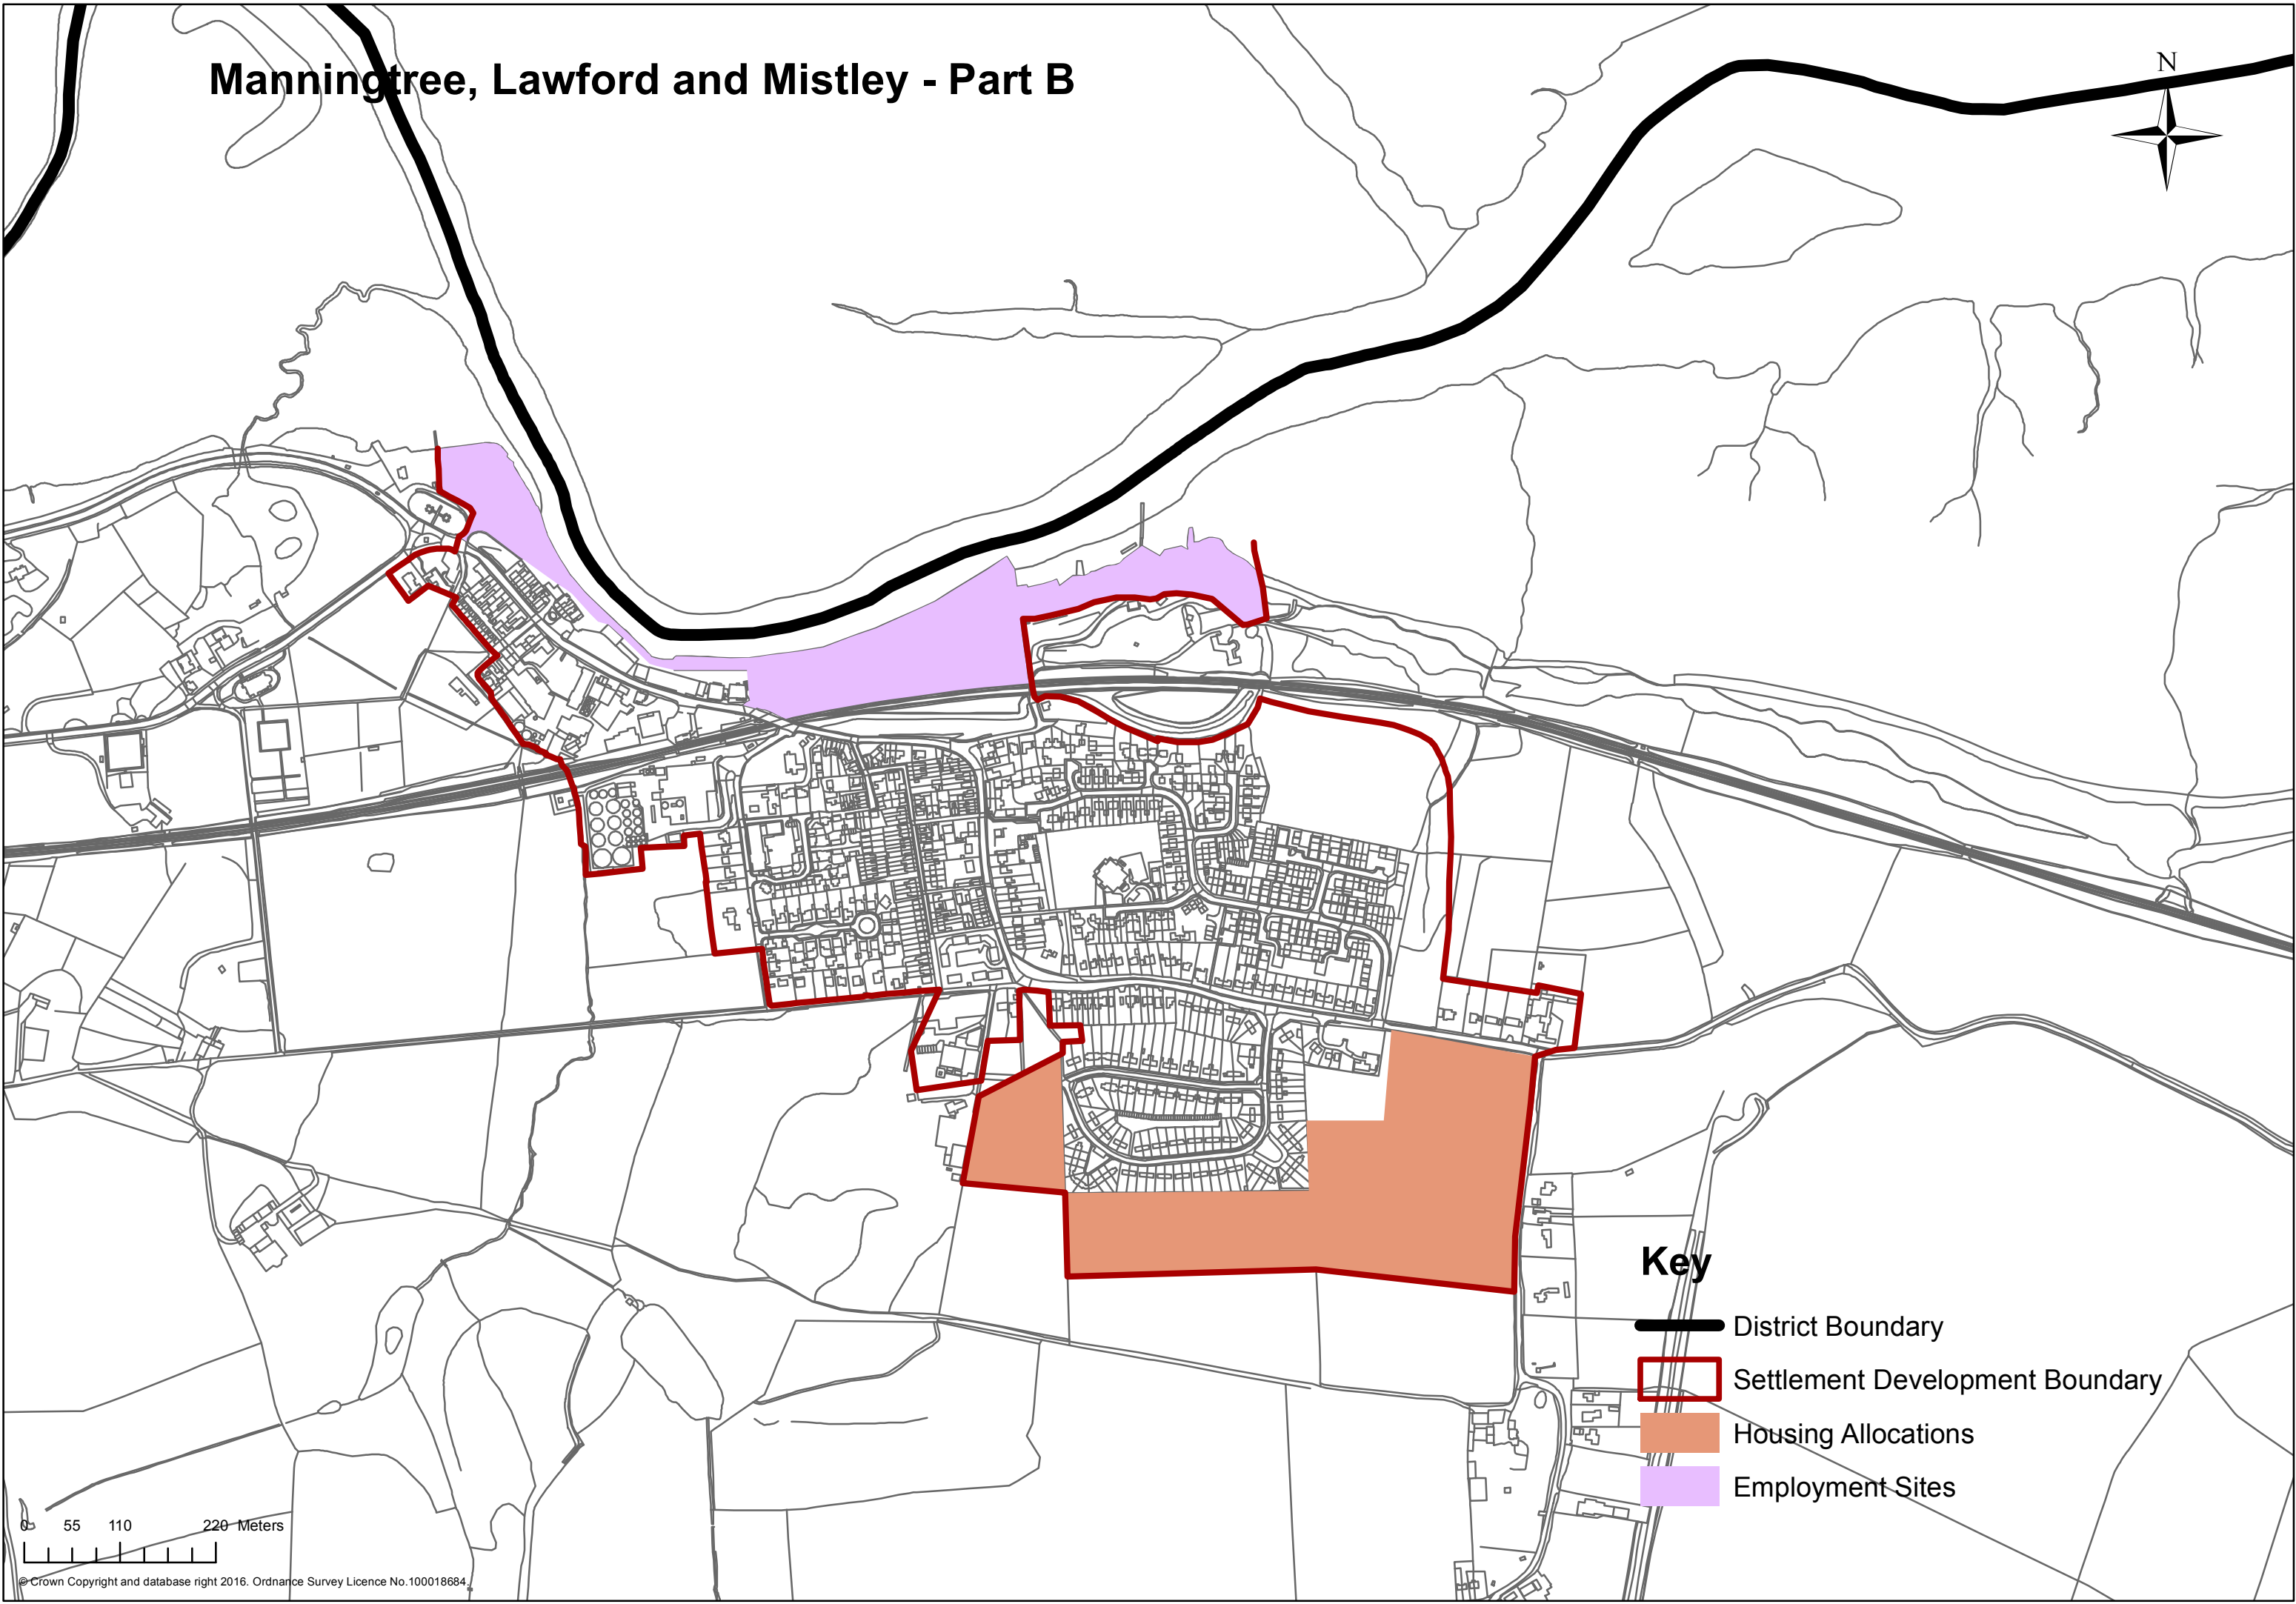 Manningtree, Lawford and Mistley - Part B
N
Key
District Boundary
Settlement Development Boundary
Housing Allocations
Employment Sites
0 55 110 220 Meters
© Crown Copyright and database right 2016. Ordnance Survey Licence No.100018684.